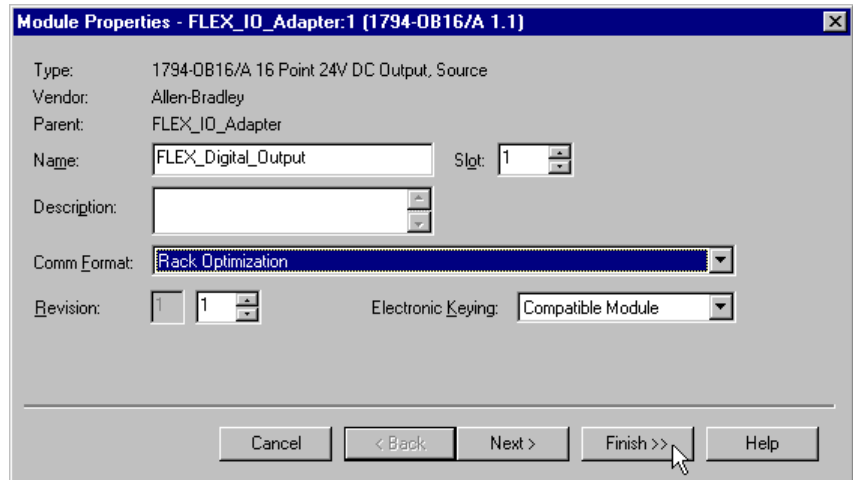 Module Properties - FLEX_IO_Adapter:1 (1794-OB16/A 1.1)
Type: 1794-OB16/A 16 Point 24V DC Output, Source
Vendor: Allen-Bradley
Parent: FLEX_IO_Adapter
Name: FLEX_Digital_Output Slot: 1
Description:
Comm Format: Rack Optimization
Revision: 1 1 Electronic Keying: Compatible Module
Cancel < Back Next > Finish >> Help